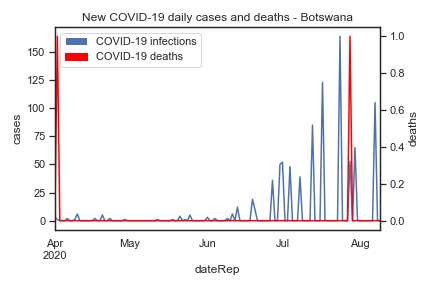 New COVID-19 daily cases and deaths - Botswana
COVID-19 infections
COVID-19 deaths
cases
150
125
100
75
50
25
0
deaths
1.0
0.8
0.6
0.4
0.2
0.0
Apr
2020
May
Jun
Jul
Aug
dateRep